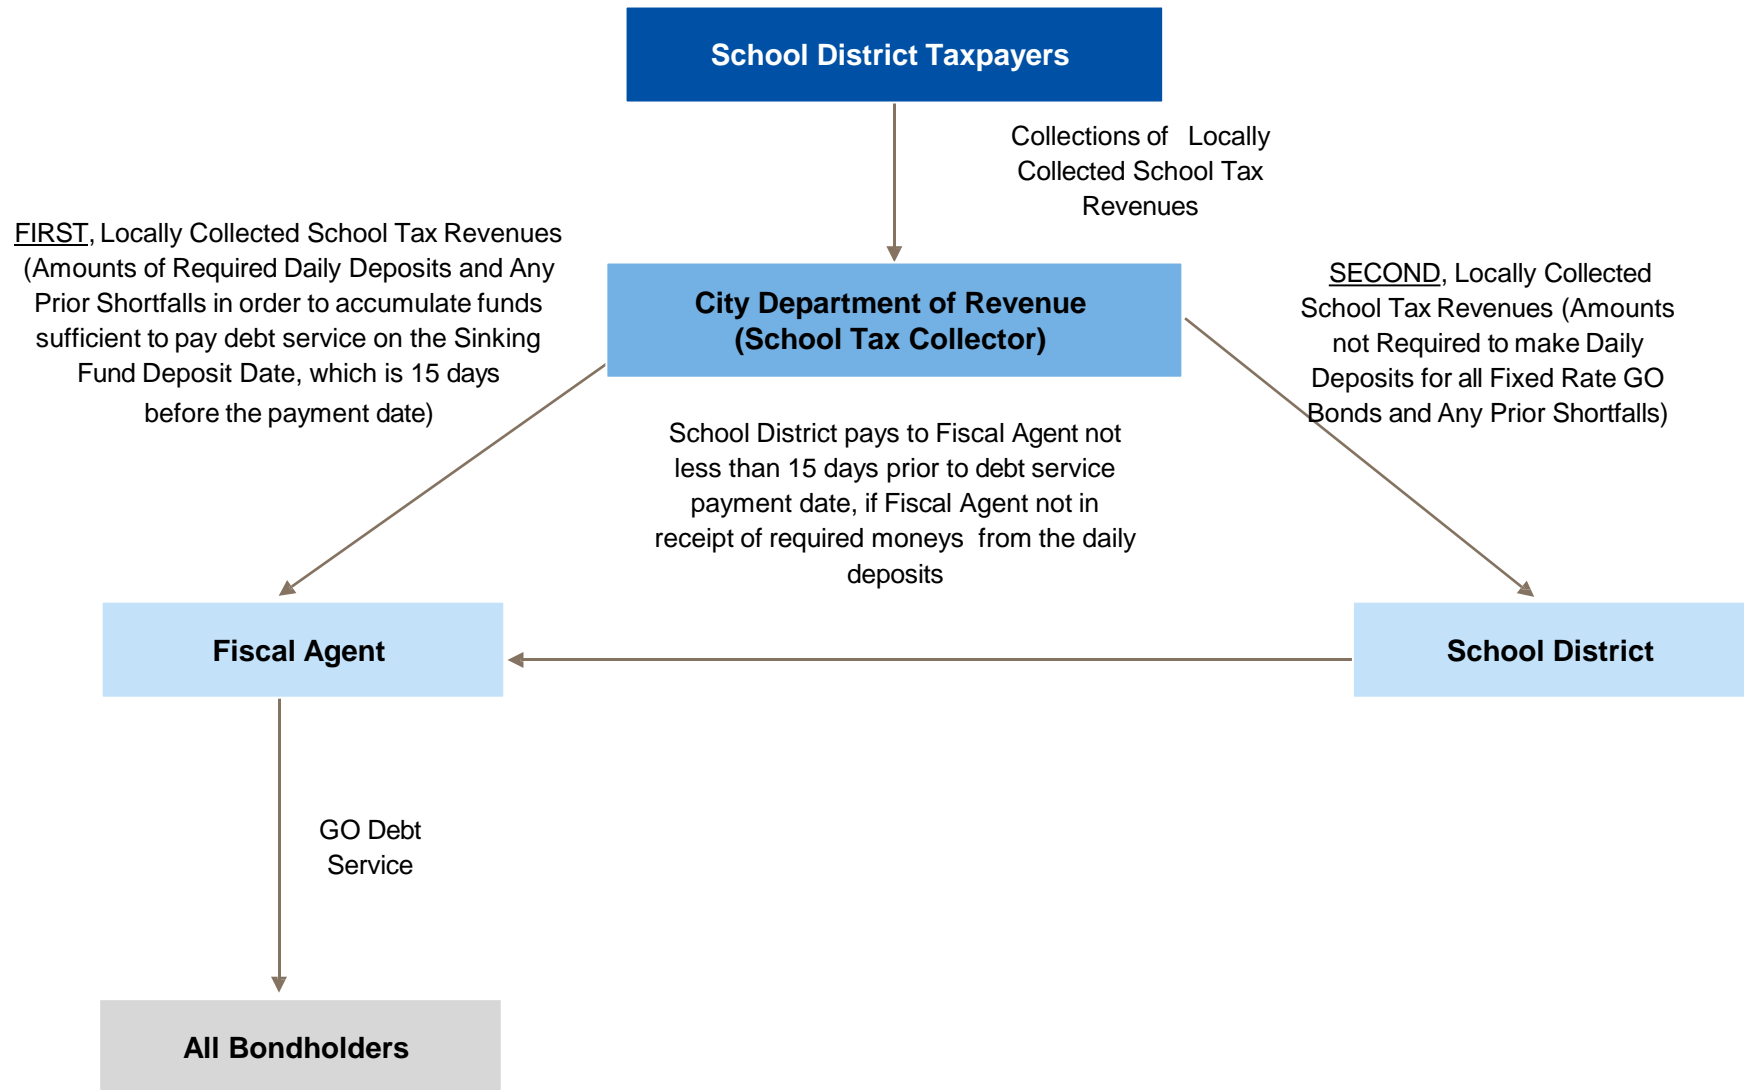 School District Taxpayers
Collections of Locally
Collected School Tax
Revenues
FIRST, Locally Collected School Tax Revenues
(Amounts of Required Daily Deposits and Any
Prior Shortfalls in order to accumulate funds
sufficient to pay debt service on the Sinking
Fund Deposit Date, which is 15 days
before the payment date)
City Department of Revenue
(School Tax Collector)
SECOND, Locally Collected
School Tax Revenues (Amounts
not Required to make Daily
Deposits for all Fixed Rate GO
Bonds and Any Prior Shortfalls)
School District pays to Fiscal Agent not
less than 15 days prior to debt service
payment date, if Fiscal Agent not in
receipt of required moneys from the daily
deposits
Fiscal Agent
School District
GO Debt
Service
All Bondholders